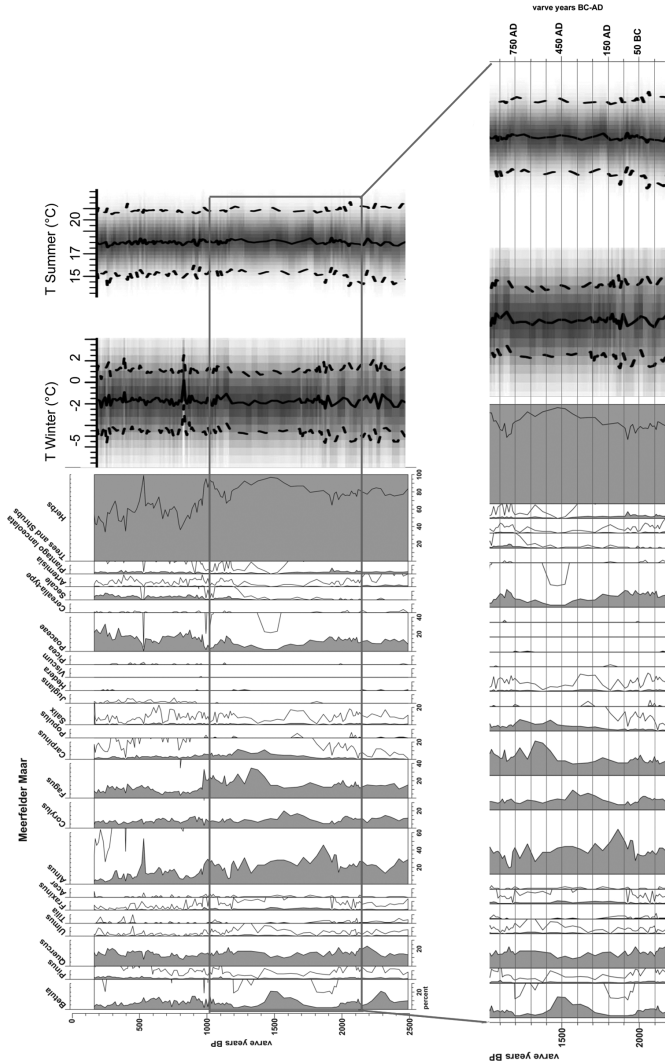 Meerfelder Maar
T Winter (°C)
T Summer (°C)
-5 -2 0 2
15 17 20
Betula
Pinus
Quercus
Ulmus
Tilia
Fraxinus
Acer
Alnus
Corylus
Fagus
Carpinus
Populus
Salix
Juglans
Hedera
Viscum
Picea
Poaceae
Cerealia-type
Secale
Artemisia
Plantago lanceolata
Trees and Shrubs
Herbs
varve years BP
0
500
1000
1500
2000
2500
20
20
20 40 60
20
20 40
20
20
20 40
20 40 60 80 100
percent
varve years BP
1500
2000
varve years BC-AD
750 AD
450 AD
150 AD
50 BC